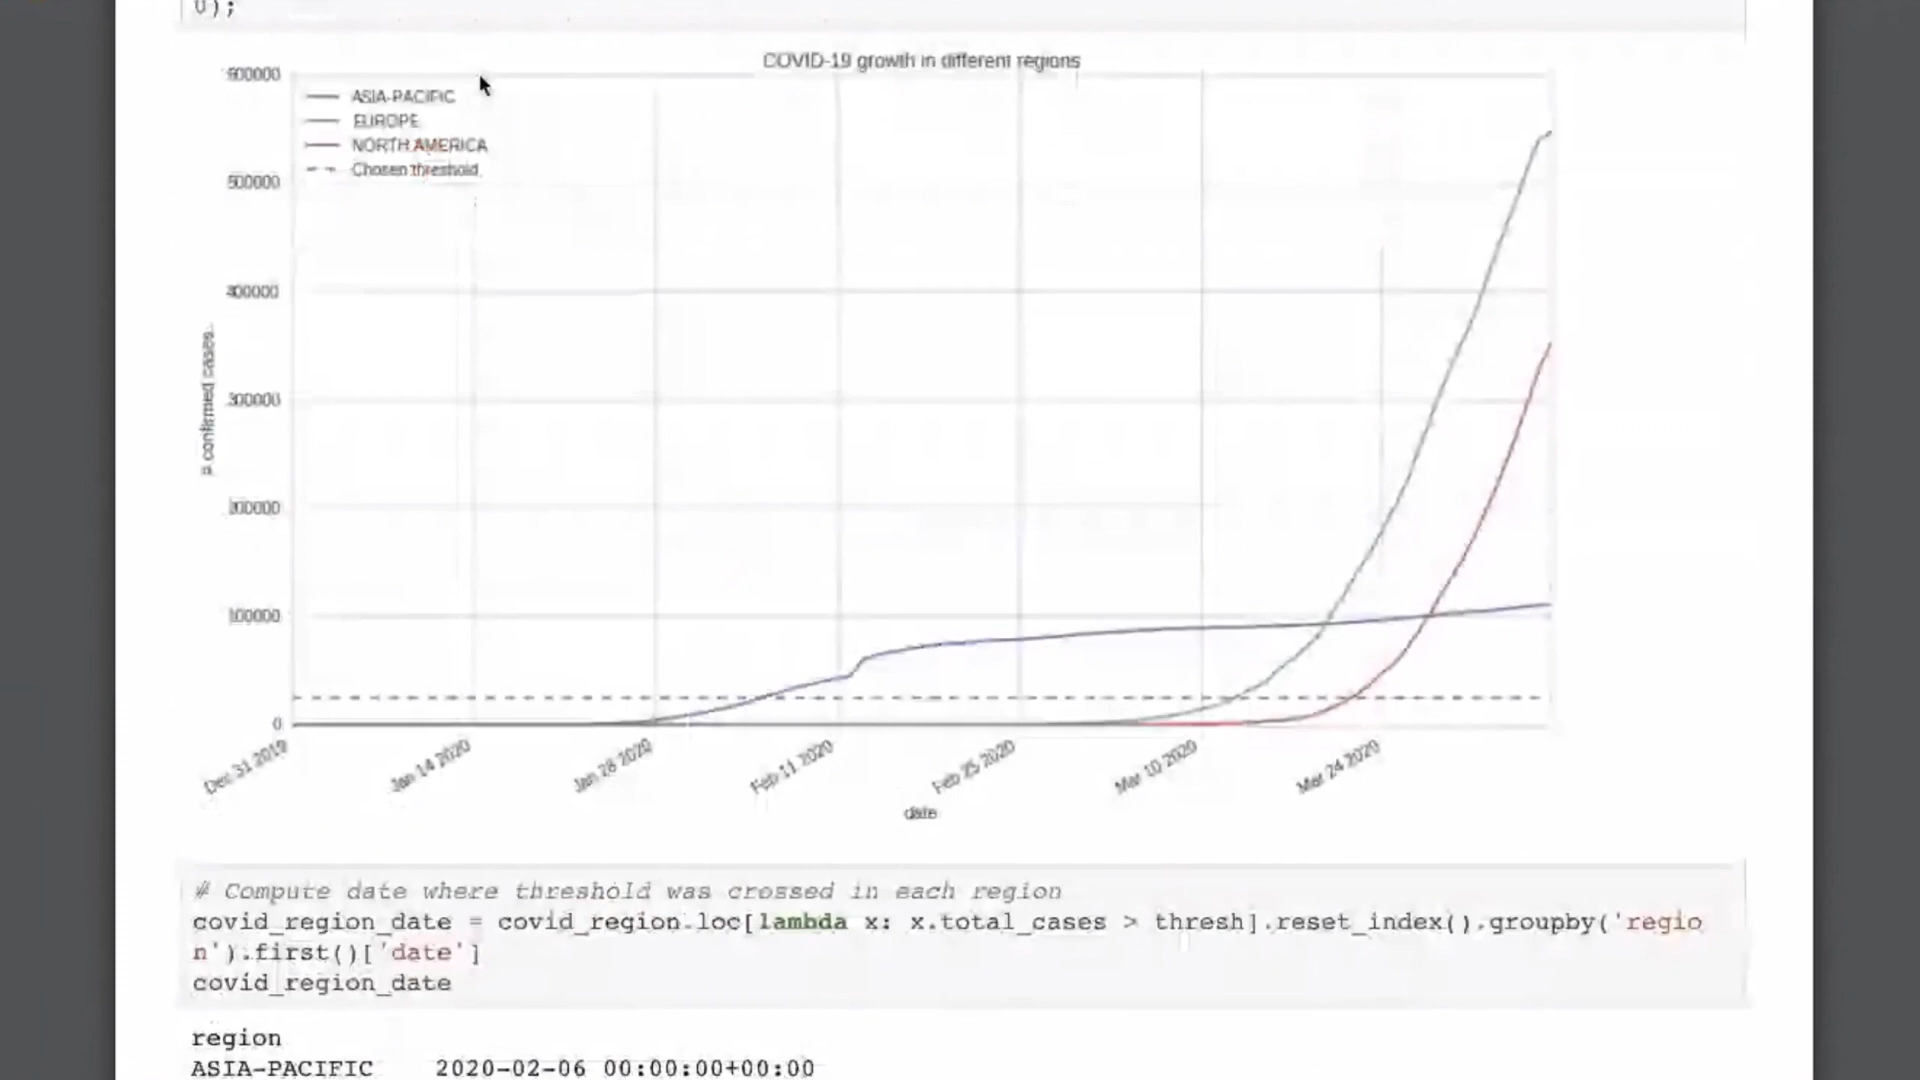 0);
COVID-19 growth in different regions
600000
ASIA-PACIFIC
EUROPE
NORTH AMERICA
Chosen threshold
500000
400000
# confirmed cases
300000
200000
100000
0
Dec 31 2019
Jan 14 2020
Jan 28 2020
Feb 11 2020
Feb 25 2020
Mar 10 2020
Mar 24 2020
date
# Compute date where threshold was crossed in each region
covid_region_date = covid_region.loc[lambda x: x.total_cases > thresh].reset_index().groupby('regio
n').first()['date']
covid_region_date
region
ASIA-PACIFIC 2020-02-06 00:00:00+00:00